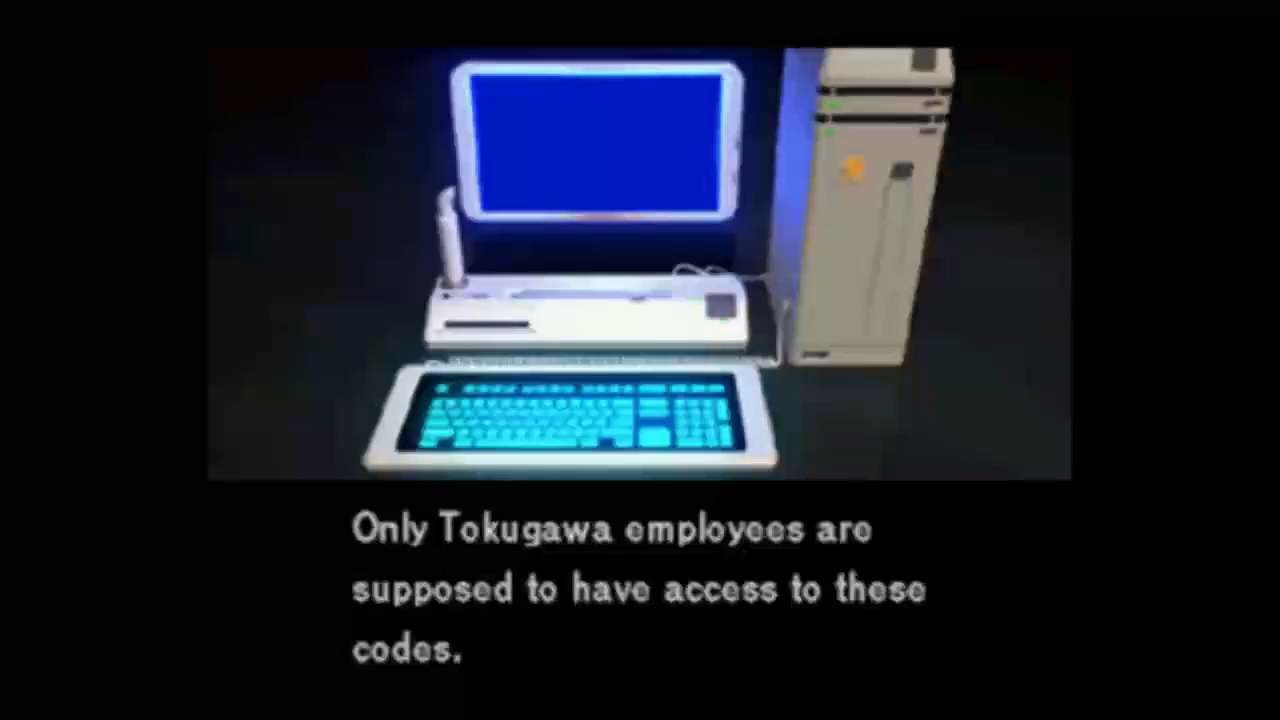 Only Tokugawa employees are
supposed to have access to these
codes.